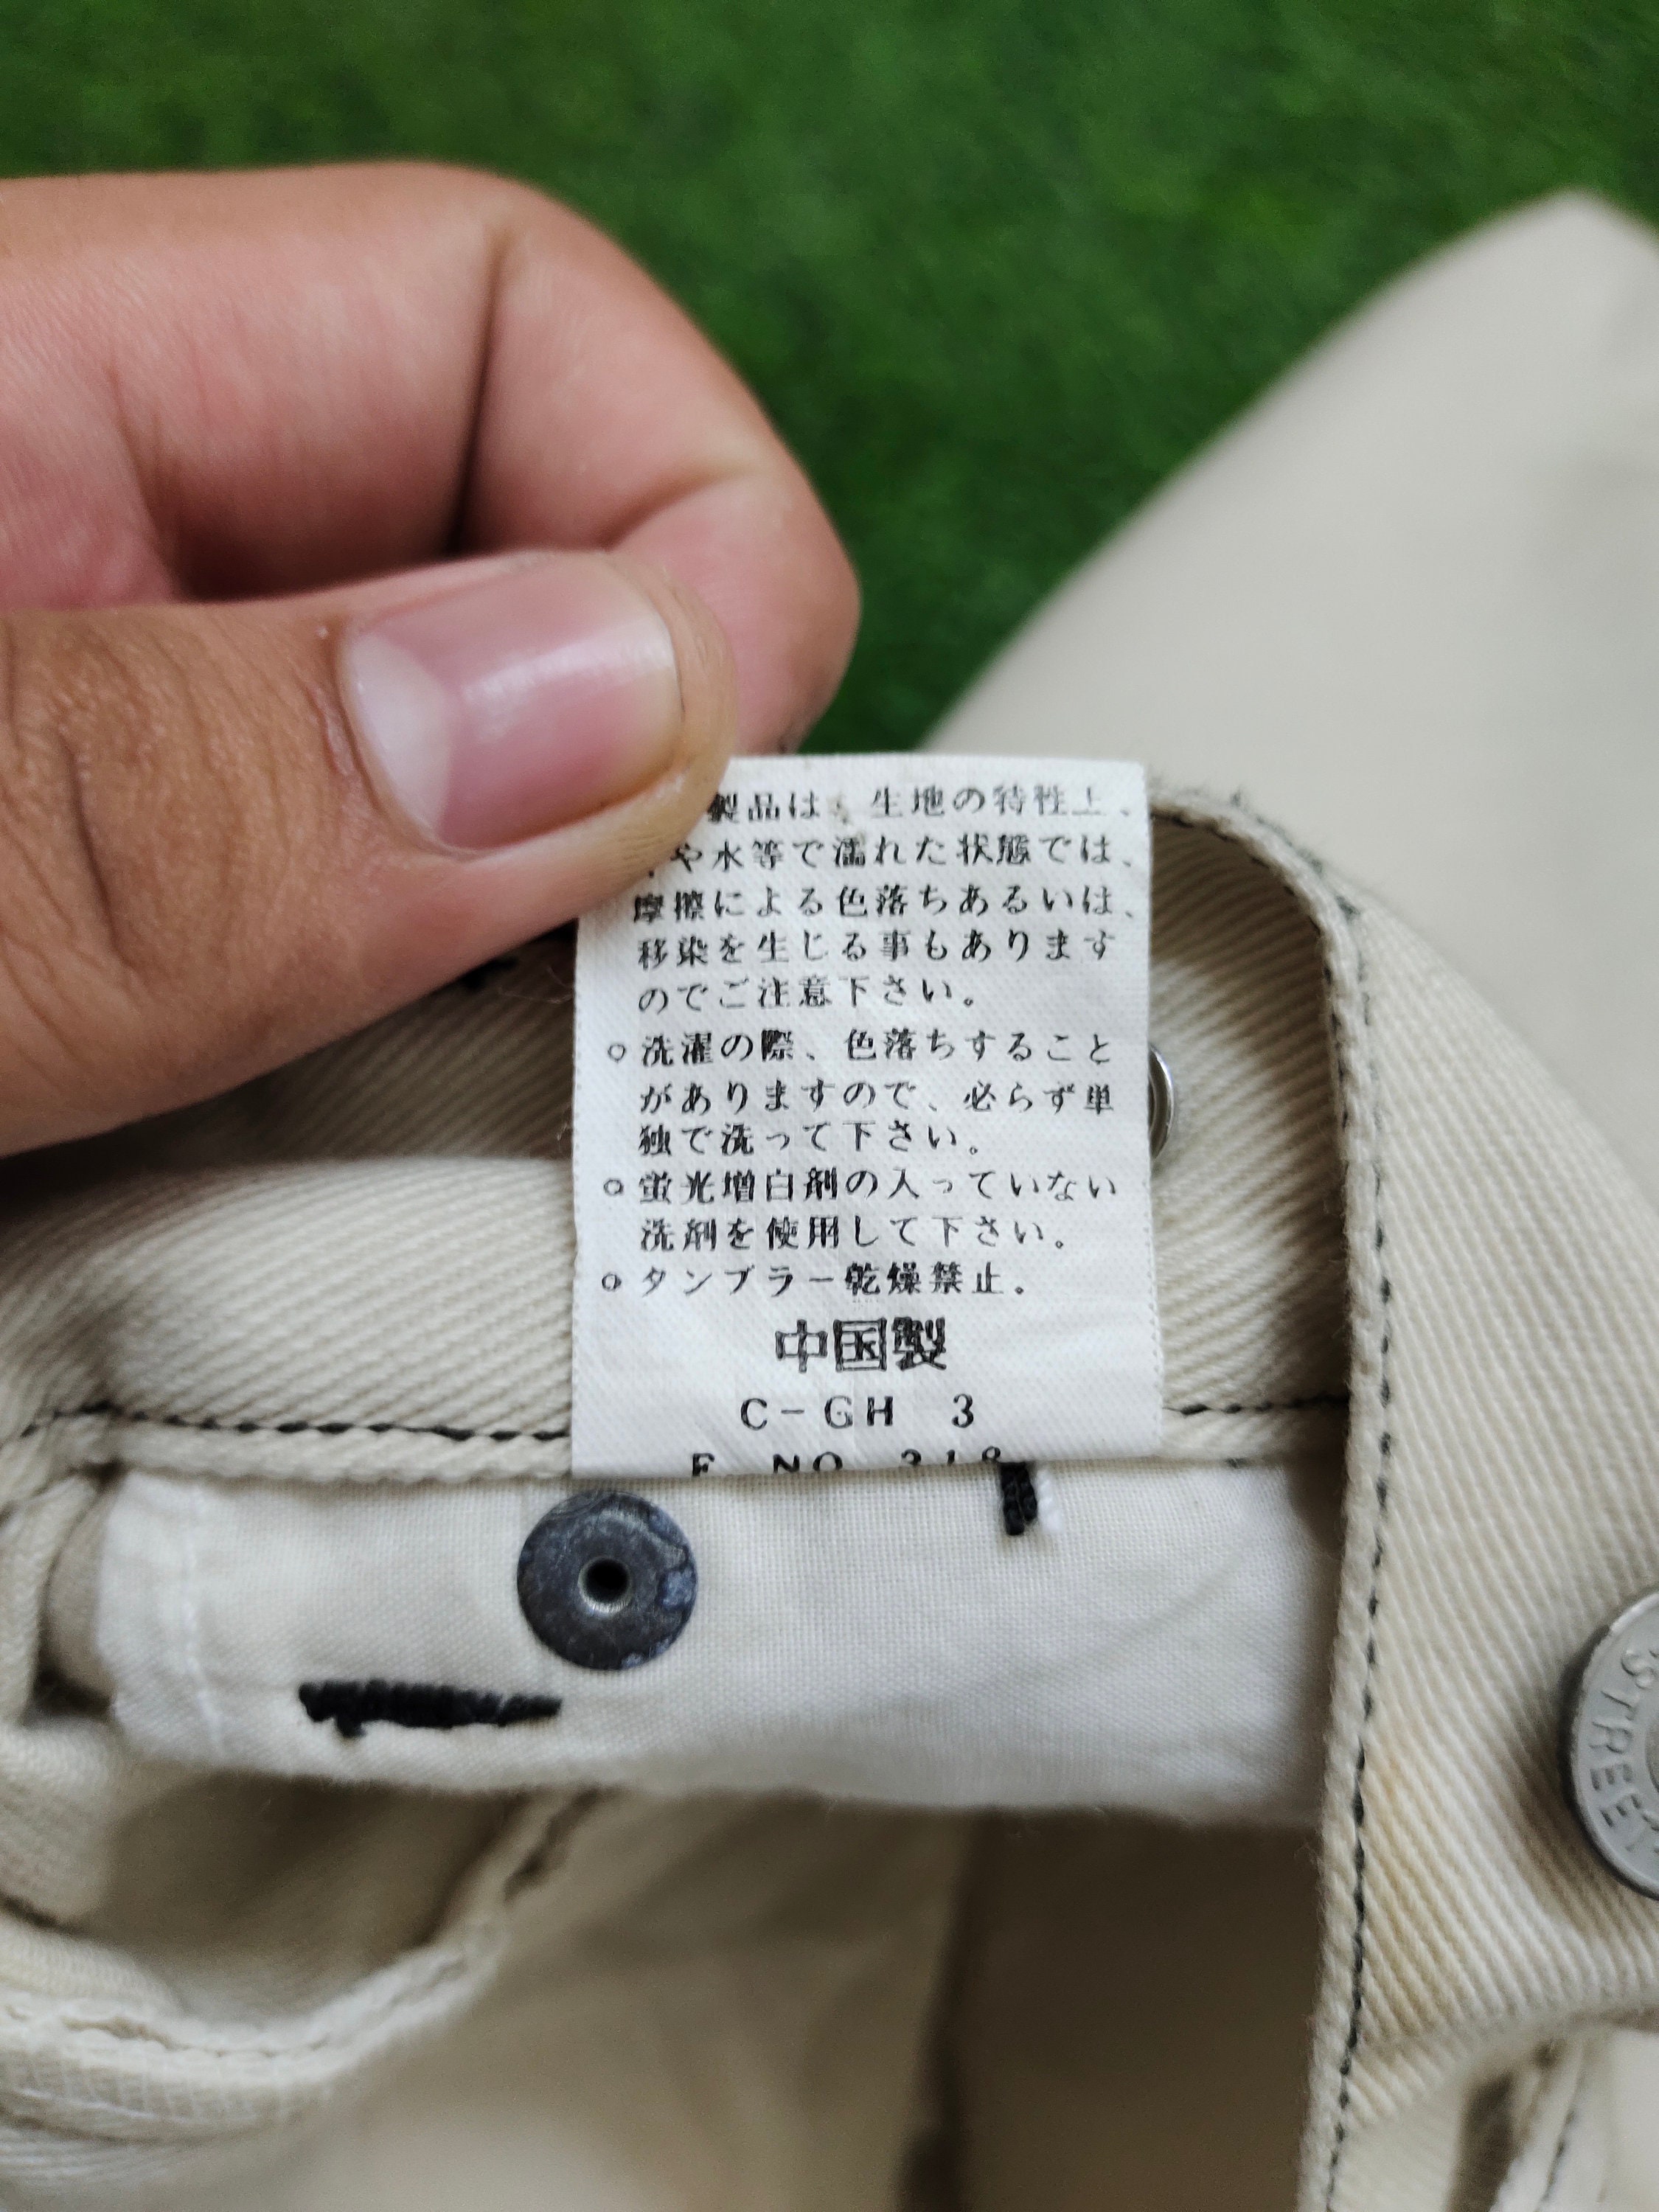 製品は、生地の特性上、
や水等で濡れた状態では、
摩擦による色落ちあるいは、
移染を生じる事もあります
のでご注意下さい。
○洗濯の際、色落ちすること
がありますので、必らず単
独で洗って下さい。
○蛍光増白剤の入っていない
洗剤を使用して下さい。
○タンブラー乾燥禁止。
中国製
C-GH 3
F NO 318
STREE